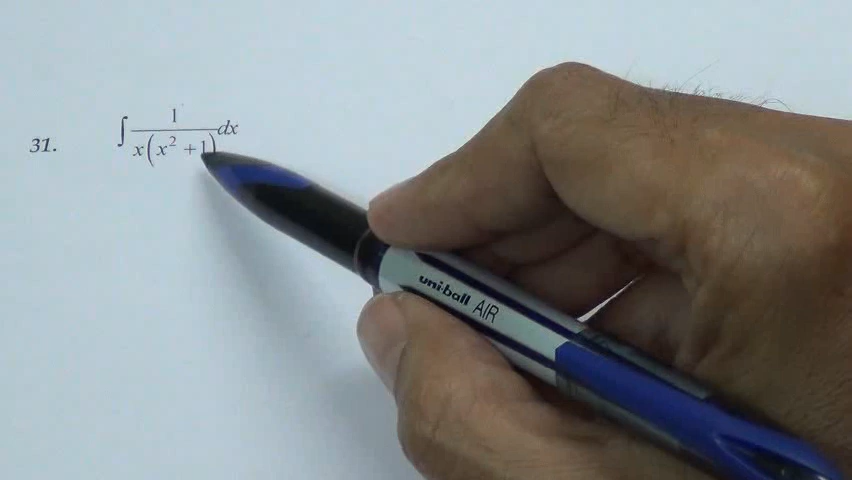 31. ∫ 1/x(x² +1) dx
uni-ball AIR